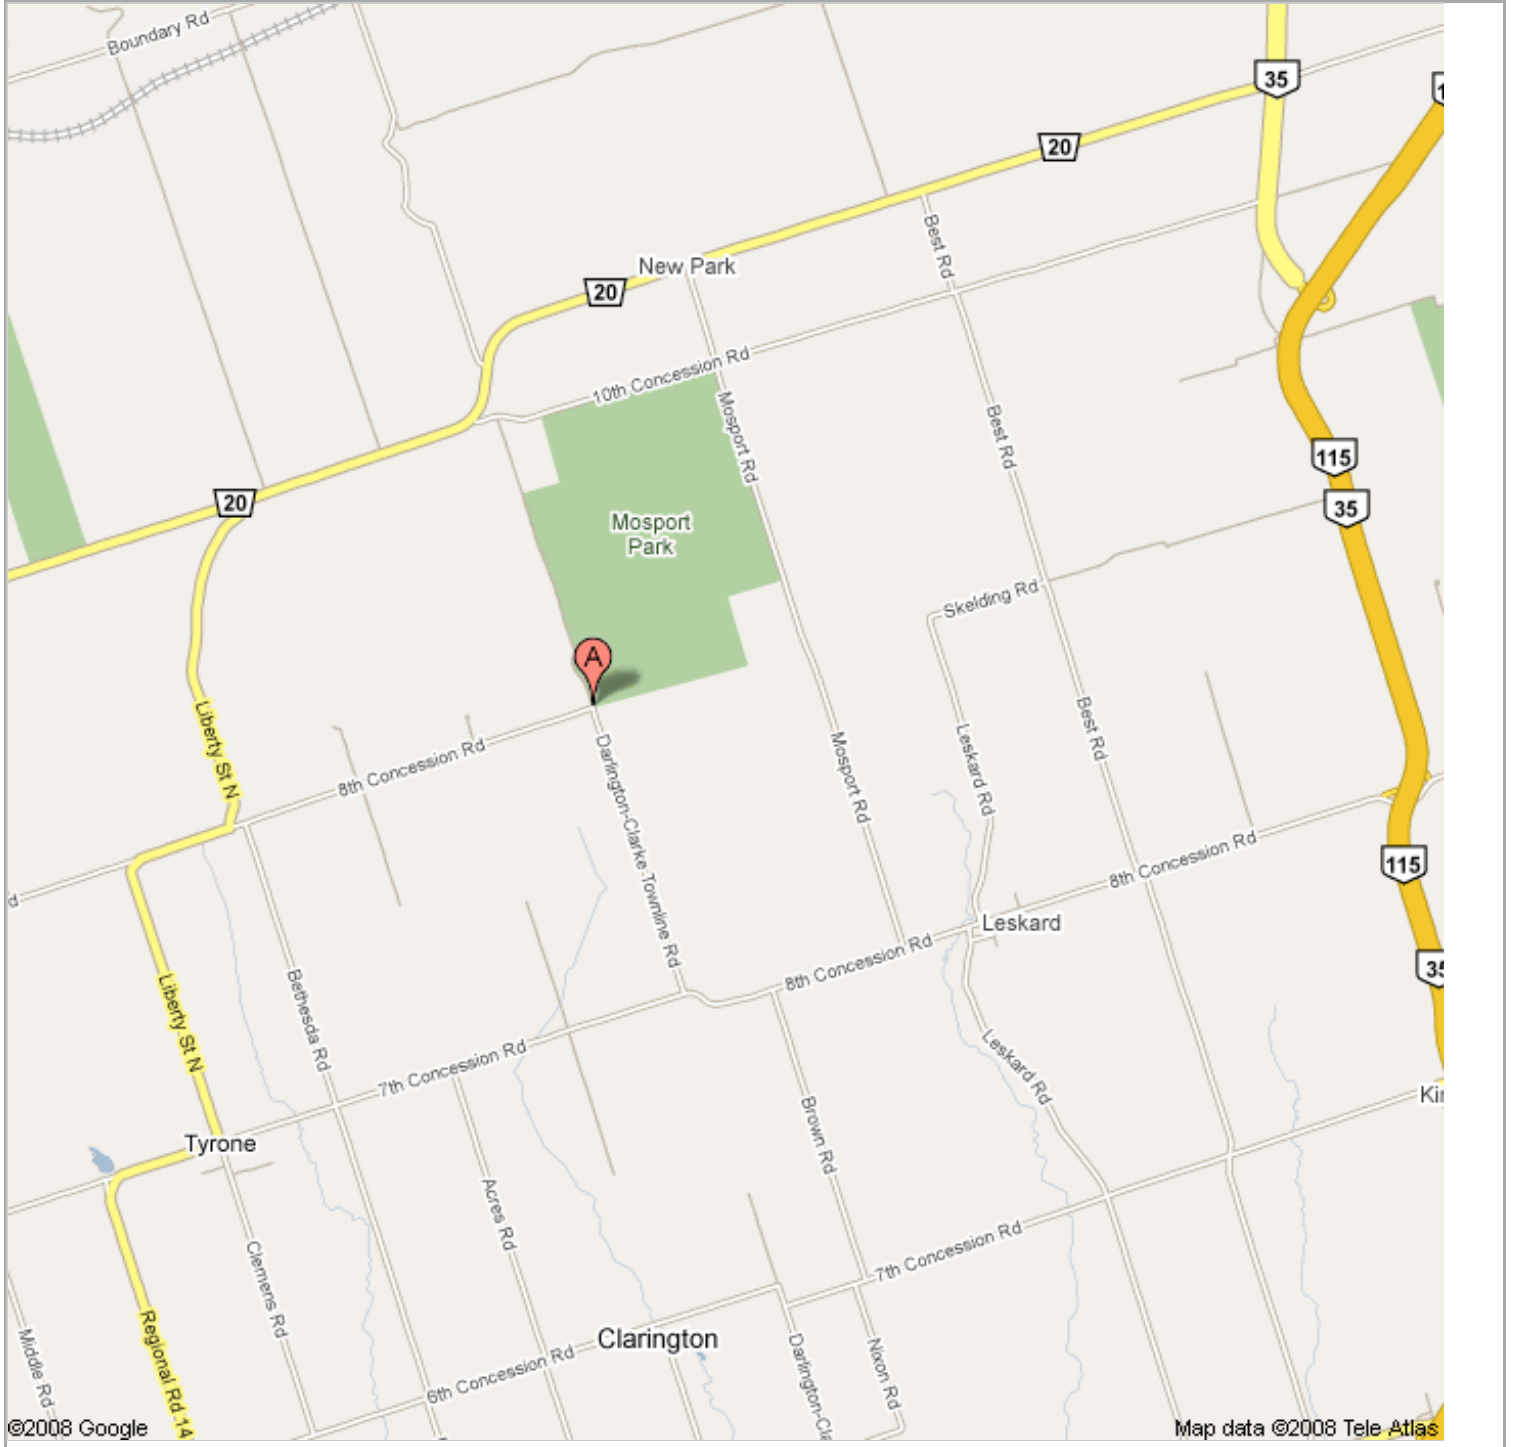 Boundary Rd
35
1
20
Best Rd
New Park
20
10th Concession Rd
Mosport Rd
Best Rd
115
20
35
Mosport
Park
Skelding Rd
A
Liberty St N
8th Concession Rd
Darlington-Clarke Townline Rd
Mosport Rd
Leskard Rd
Best Rd
8th Concession Rd
115
d
Leskard
8th Concession Rd
35
Liberty St N
Bethesda Rd
7th Concession Rd
Leskard Rd
Kir
Brown Rd
Tyrone
Acres Rd
Clemens Rd
7th Concession Rd
Regional Rd 14
Middle Rd
Clarington
6th Concession Rd
Darlington-Cla
Nixon Rd
©2008 Google
Map data ©2008 Tele Atlas